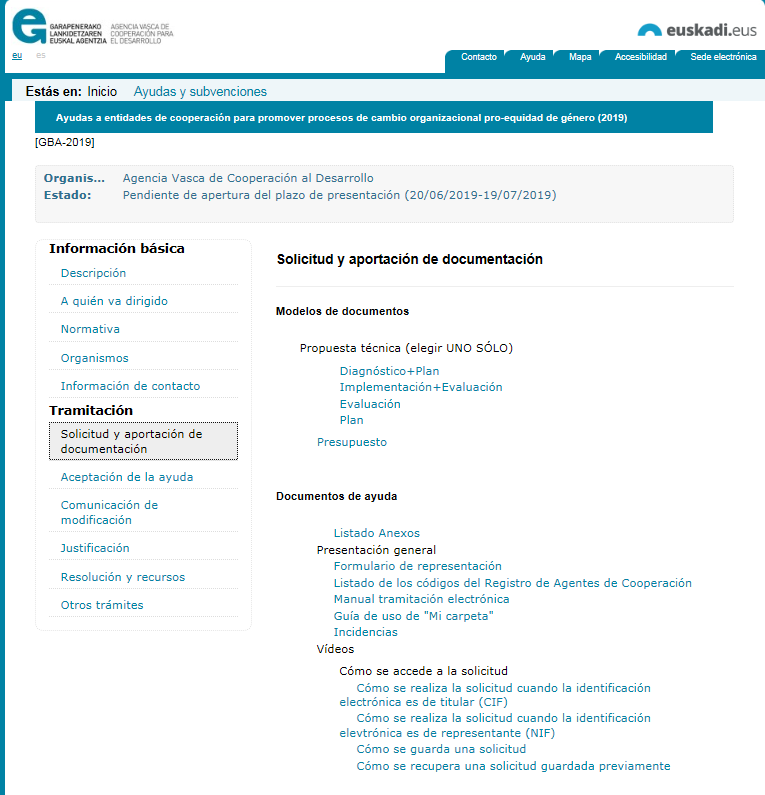 GARAPENERAKO
LANKIDETZAREN
EUSKAL AGENTZIA
AGENCIA VASCA DE
COOPERACIÓN PARA
EL DESARROLLO
euskadi.eus
eu es
Contacto Ayuda Mapa Accesibilidad Sede electrónica
Estás en: Inicio Ayudas y subvenciones
Ayudas a entidades de cooperación para promover procesos de cambio organizacional pro-equidad de género (2019)
[GBA-2019]
Organis... Agencia Vasca de Cooperación al Desarrollo
Estado: Pendiente de apertura del plazo de presentación (20/06/2019-19/07/2019)
Información básica
Descripción
A quién va dirigido
Normativa
Organismos
Información de contacto
Tramitación
Solicitud y aportación de
documentación
Aceptación de la ayuda
Comunicación de
modificación
Justificación
Resolución y recursos
Otros trámites
Solicitud y aportación de documentación
Modelos de documentos
Propuesta técnica (elegir UNO SÓLO)
Diagnóstico+Plan
Implementación+Evaluación
Evaluación
Plan
Presupuesto
Documentos de ayuda
Listado Anexos
Presentación general
Formulario de representación
Listado de los códigos del Registro de Agentes de Cooperación
Manual tramitación electrónica
Guía de uso de "Mi carpeta"
Incidencias
Vídeos
Cómo se accede a la solicitud
Cómo se realiza la solicitud cuando la identificación
electrónica es de titular (CIF)
Cómo se realiza la solicitud cuando la identificación
elevtrónica es de representante (NIF)
Cómo se guarda una solicitud
Cómo se recupera una solicitud guardada previamente